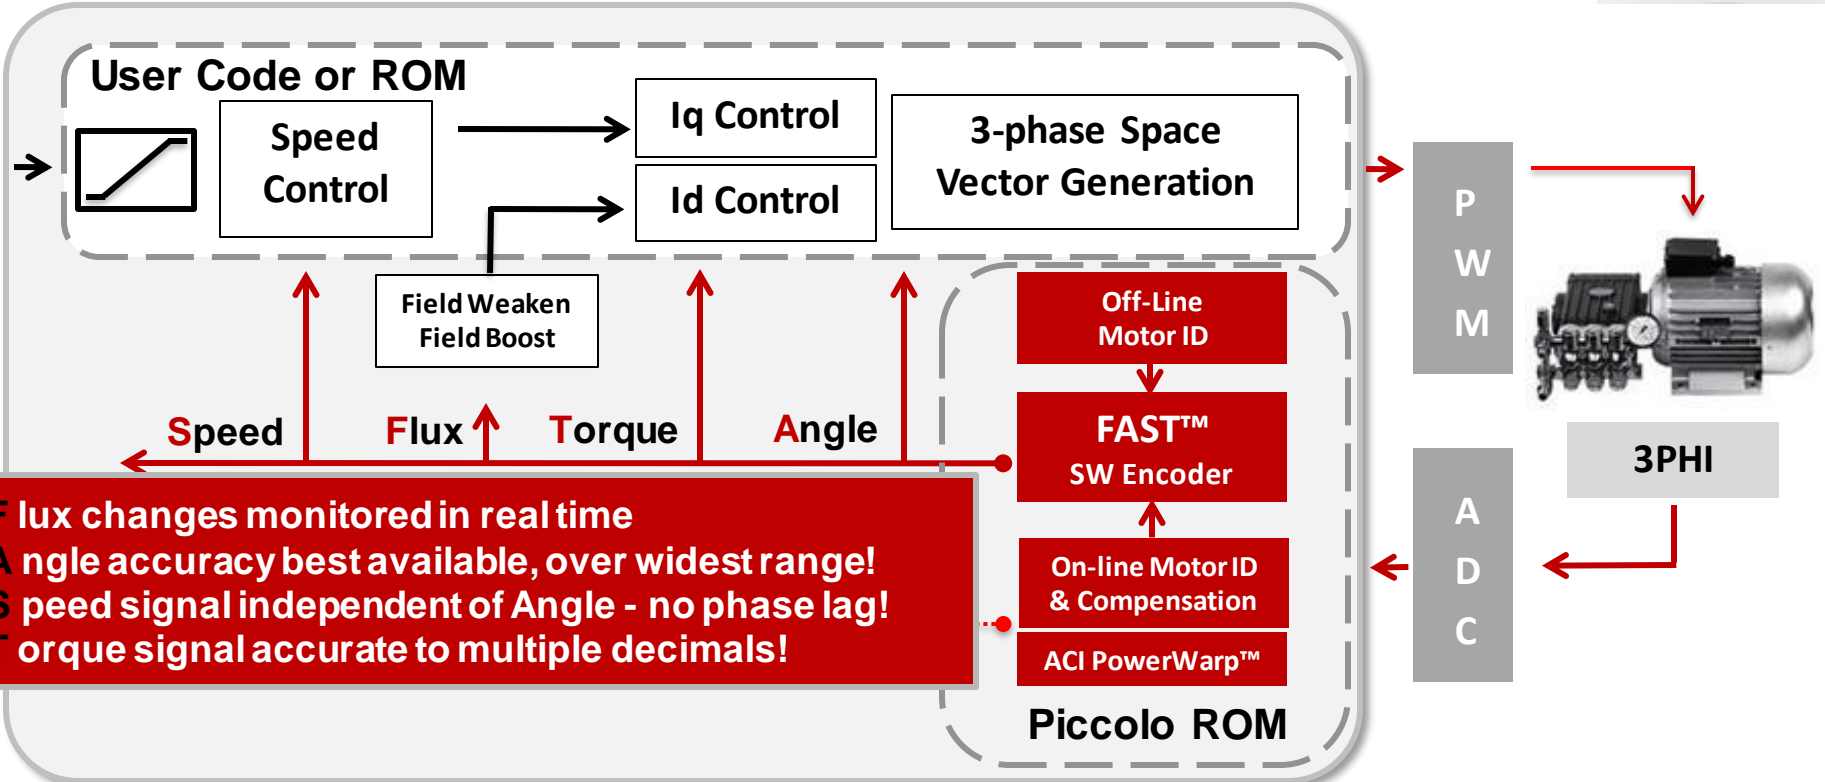 User Code or ROM
Speed
Control
Iq Control
Id Control
3-phase Space
Vector Generation
Field Weaken
Field Boost
Speed
Flux
Torque
Angle
Off-Line
Motor ID
FAST™
SW Encoder
On-line Motor ID
& Compensation
ACI PowerWarp™
Piccolo ROM
F lux changes monitored in real time
A ngle accuracy best available, over widest range!
S peed signal independent of Angle - no phase lag!
T orque signal accurate to multiple decimals!
P
W
M
3PHI
A
D
C